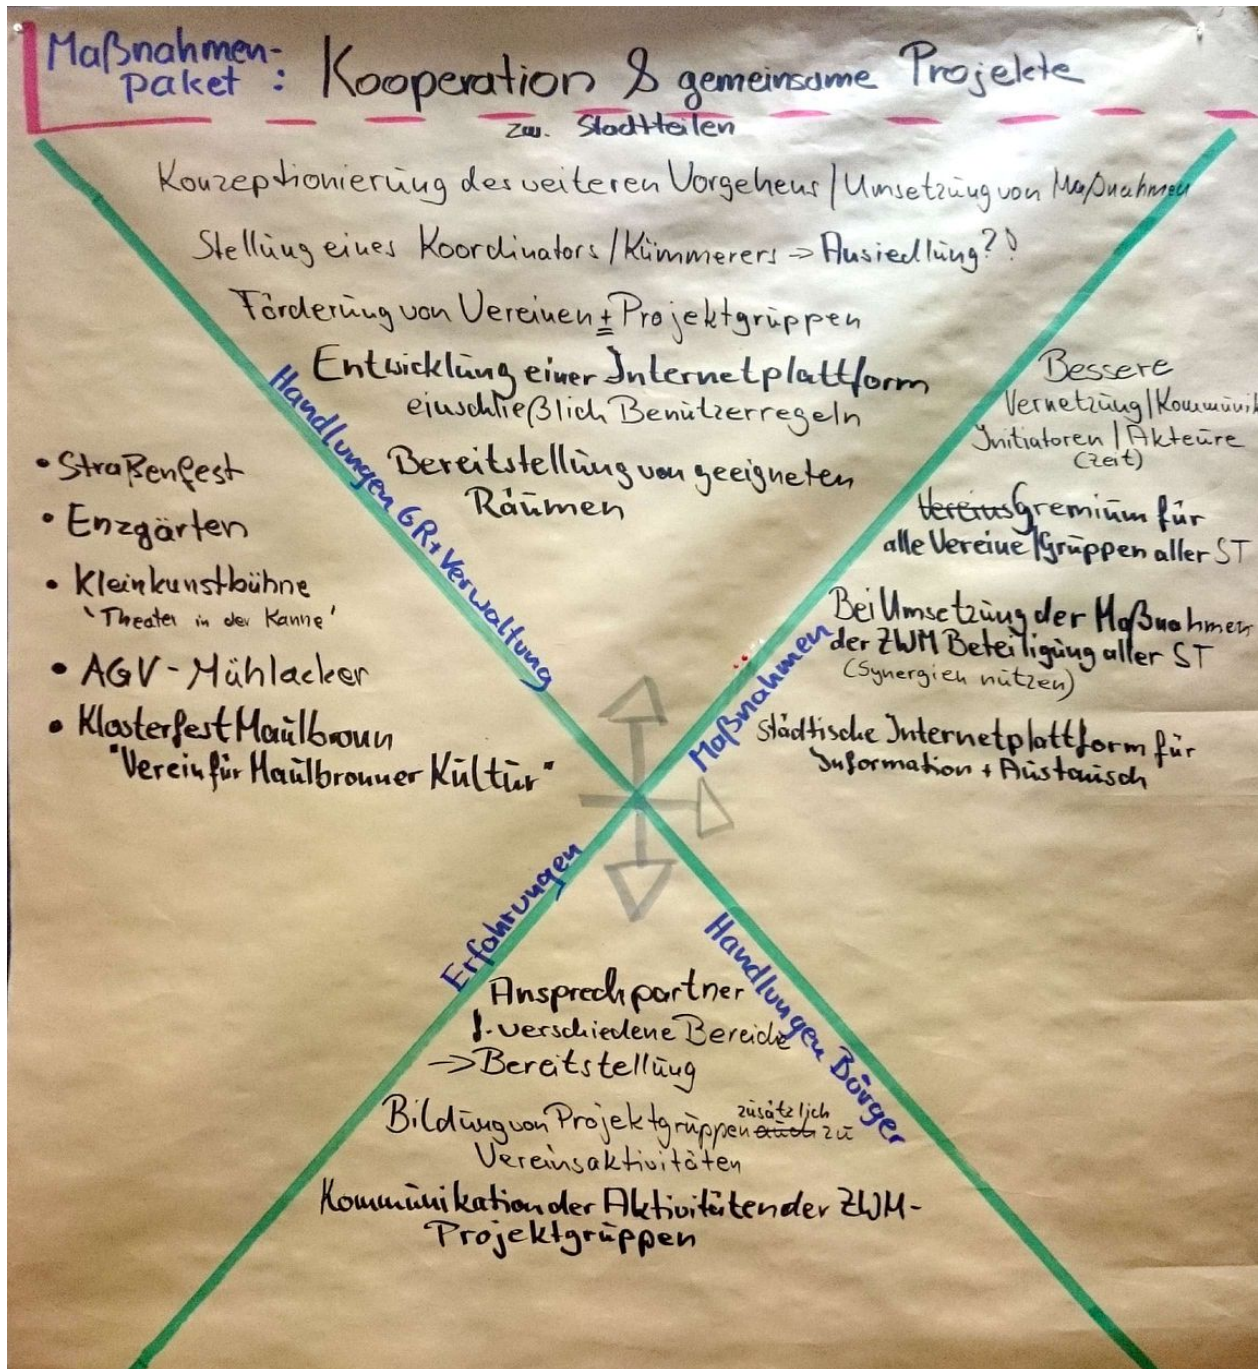 Maßnahmen-
paket :
Kooperation & gemeinsame Projekte
zw. Stadtteilen
Konzeptionierung des weiteren Vorgehens / Umsetzung von Maßnahmen
Stellung eines Koordinators / Kümmerers → Ausiedlung?!
Förderung von Vereinen + Projektgruppen
Entwicklung einer Internetplattform
einschließlich Benutzerregeln
Bereitstellung von geeigneten
Räumen
Handlungen GR + Verwaltung
• Straßenfest
• Enzgärten
• Kleinkunstbühne
'Theater in der Kanne'
• AGV - Mühlacker
• Klosterfest Maulbronn
"Verein für Maulbronner Kultur"
Erfahrungen
Bessere
Vernetzung / Kommunik
Initiatoren / Akteure
(Zeit)
Vereins Gremium für
alle Vereine / Gruppen aller ST
Bei Umsetzung der Maßnahmen
der ZWM Beteiligung aller ST
(Synergien nutzen)
Städtische Internetplattform für
Information + Austausch
Maßnahmen
Handlungen Bürger
Ansprechpartner
f. verschiedene Bereiche
→ Bereitstellung
zusätzlich
Bildung von Projektgruppen auch zu
Vereinsaktivitäten
Kommunikation der Aktivitäten der ZWM-
Projektgruppen